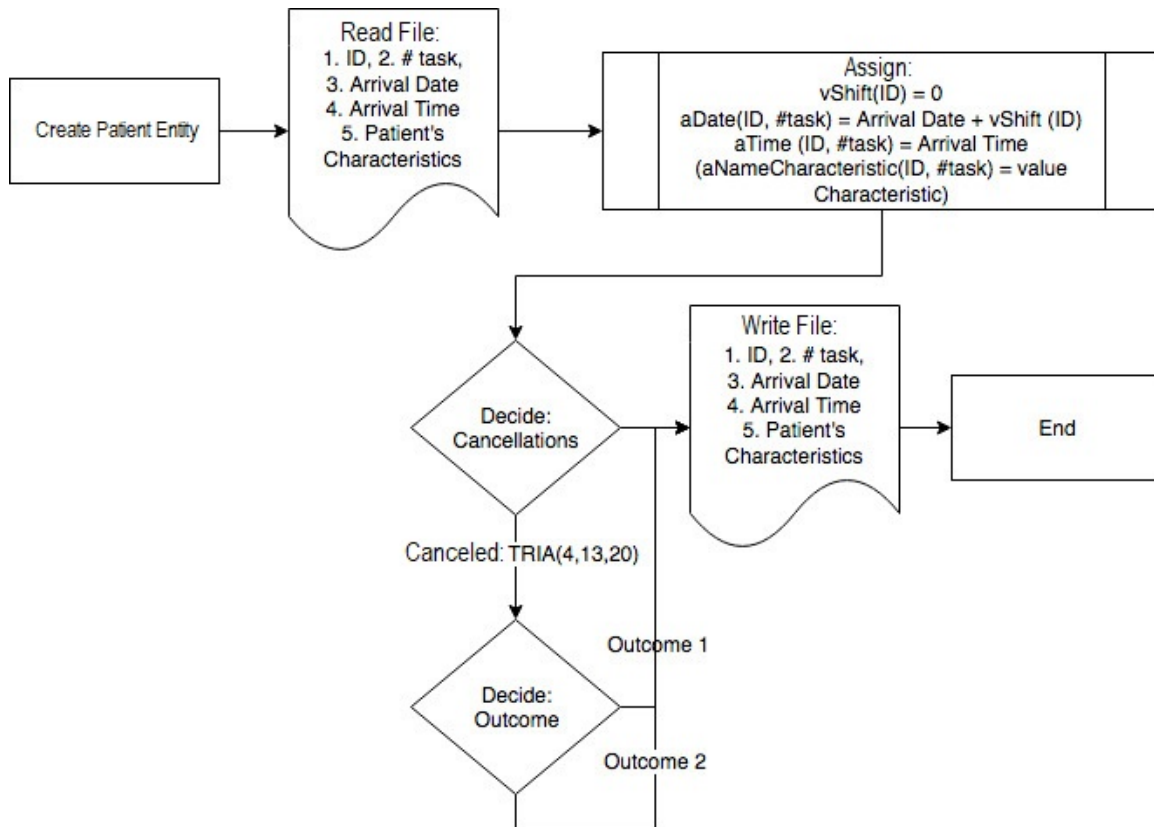 Create Patient Entity
Read File:
1. ID, 2. # task,
3. Arrival Date
4. Arrival Time
5. Patient's
Characteristics
Assign:
vShift(ID) = 0
aDate(ID, #task) = Arrival Date + vShift (ID)
aTime (ID, #task) = Arrival Time
(aNameCharacteristic(ID, #task) = value
Characteristic)
Decide:
Cancellations
Write File:
1. ID, 2. # task,
3. Arrival Date
4. Arrival Time
5. Patient's
Characteristics
End
Canceled: TRIA(4,13,20)
Outcome 1
Decide:
Outcome
Outcome 2